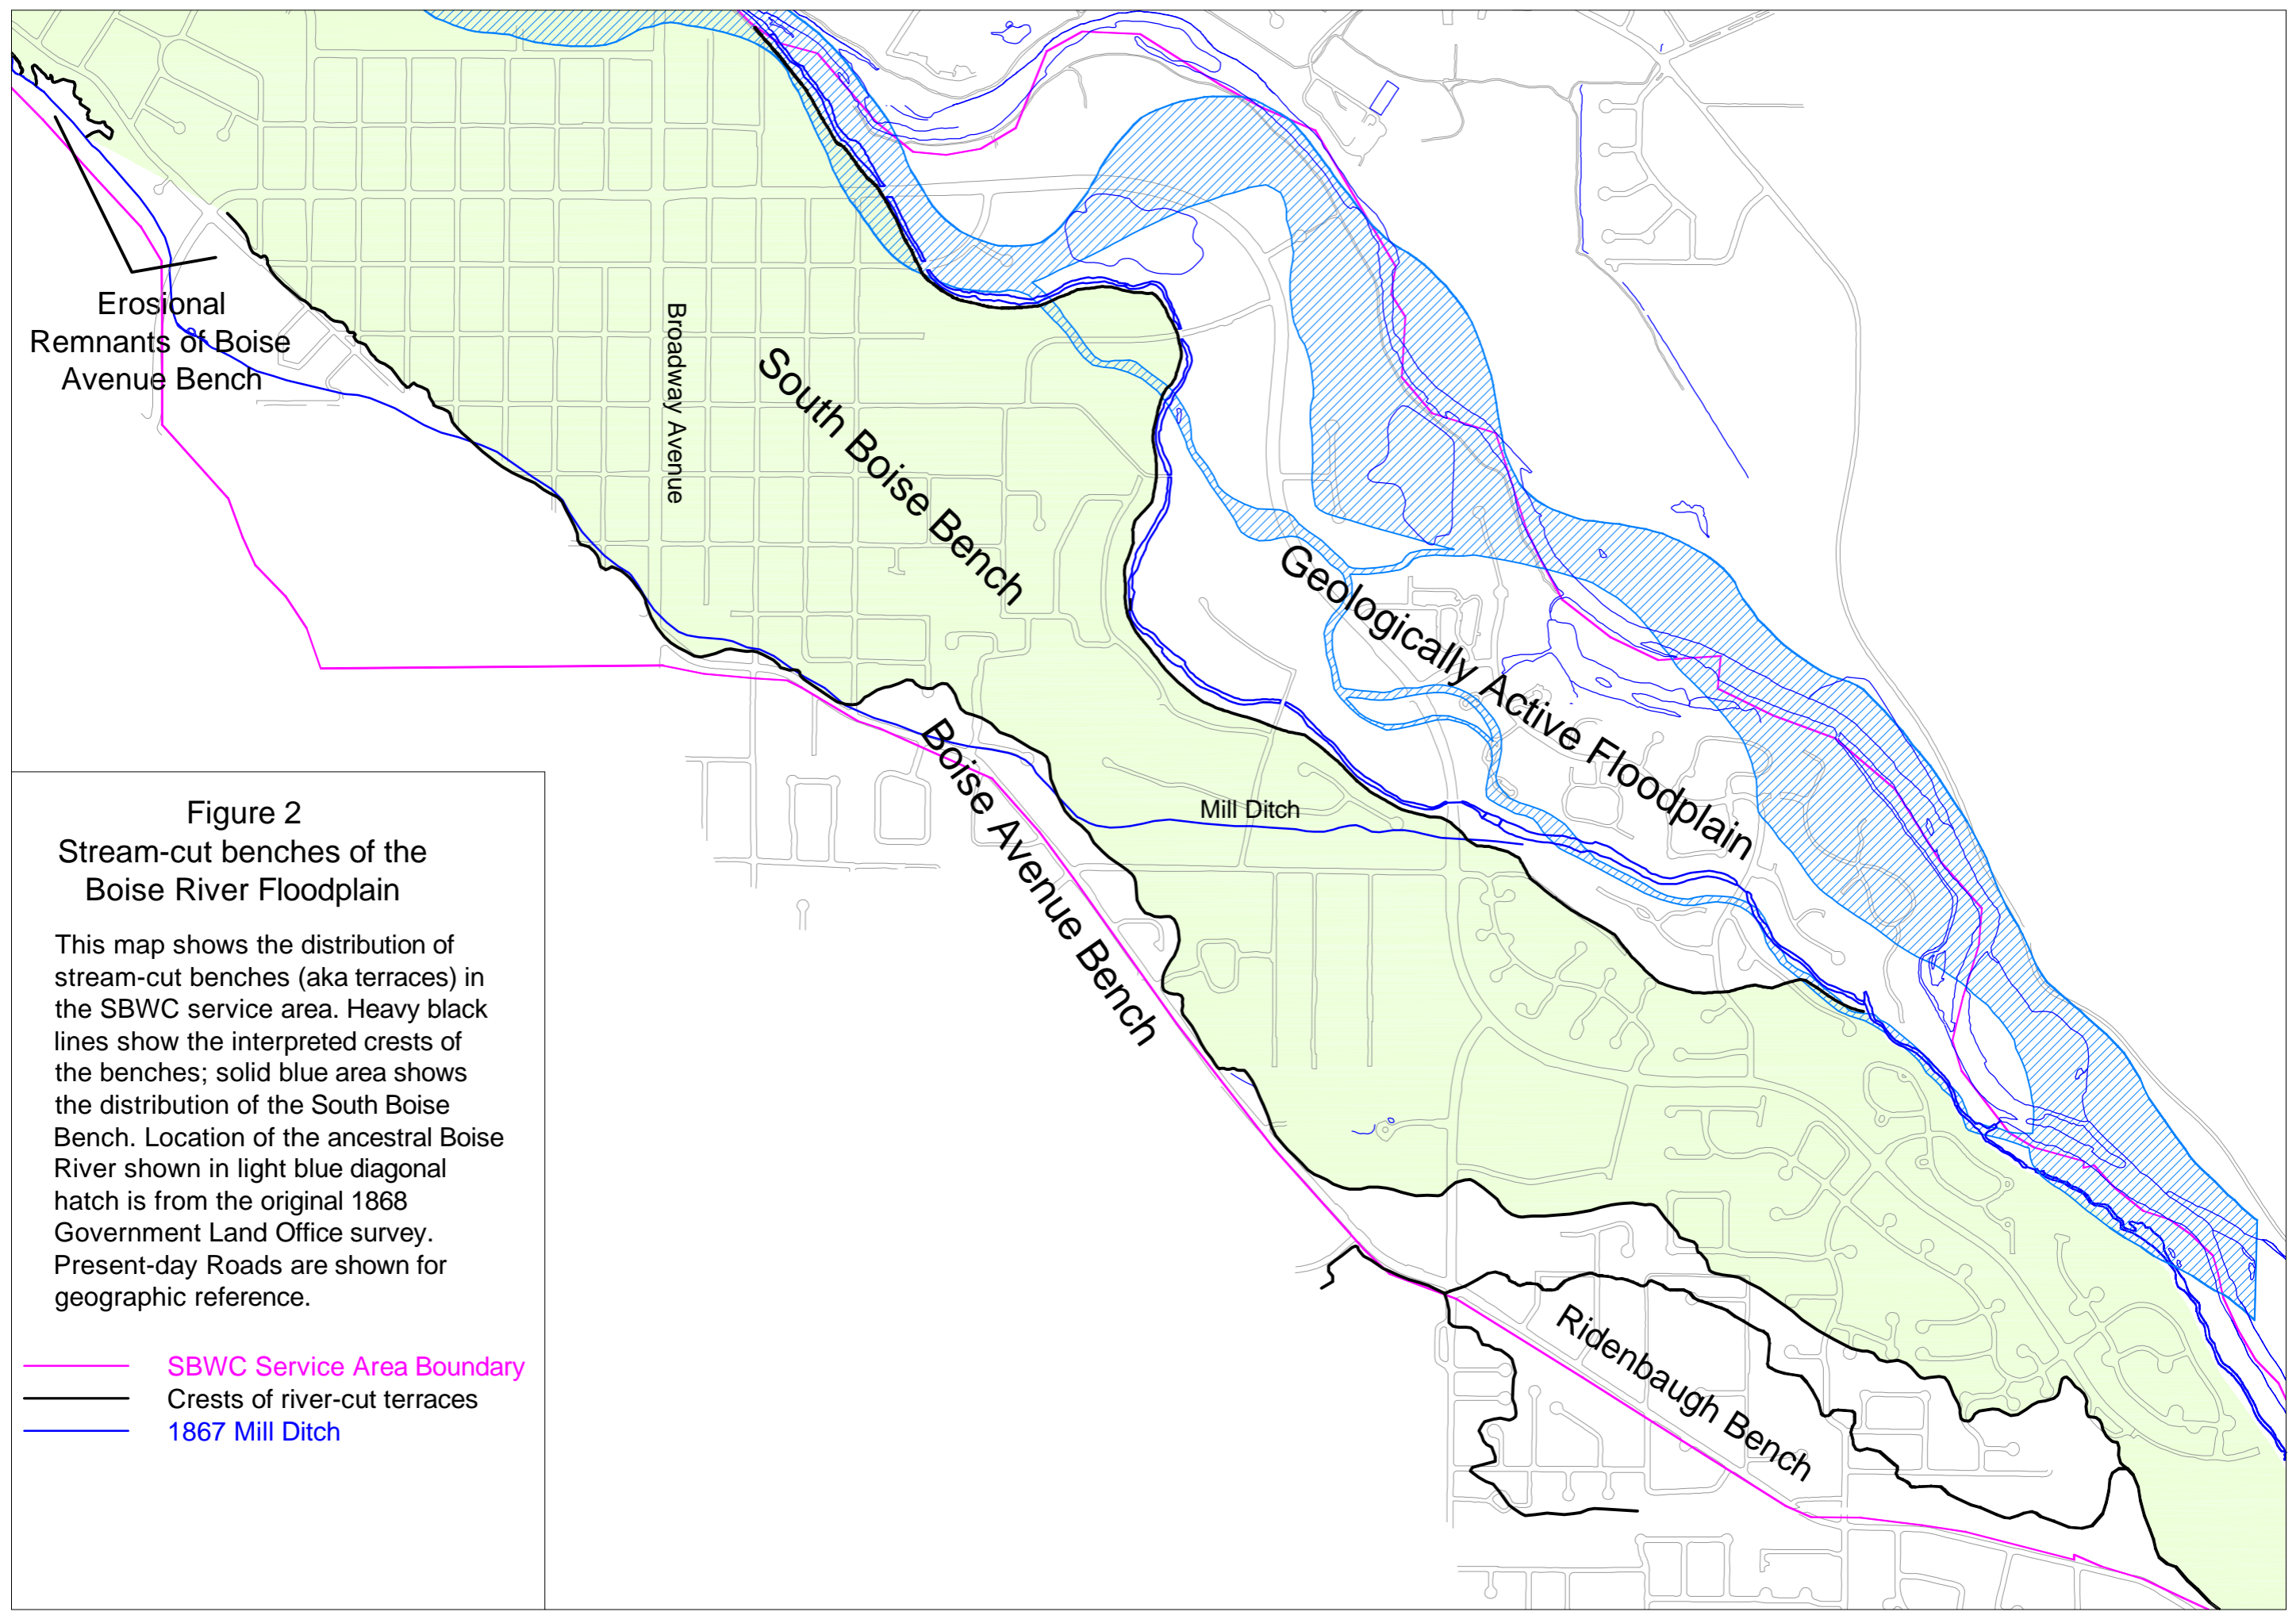 Erosional
Remnants of Boise
Avenue Bench
Broadway Avenue
South Boise Bench
Geologically Active Floodplain
Boise Avenue Bench
Mill Ditch
Ridenbaugh Bench
Figure 2
Stream-cut benches of the
Boise River Floodplain
This map shows the distribution of
stream-cut benches (aka terraces) in
the SBWC service area. Heavy black
lines show the interpreted crests of
the benches; solid blue area shows
the distribution of the South Boise
Bench. Location of the ancestral Boise
River shown in light blue diagonal
hatch is from the original 1868
Government Land Office survey.
Present-day Roads are shown for
geographic reference.
SBWC Service Area Boundary
Crests of river-cut terraces
1867 Mill Ditch